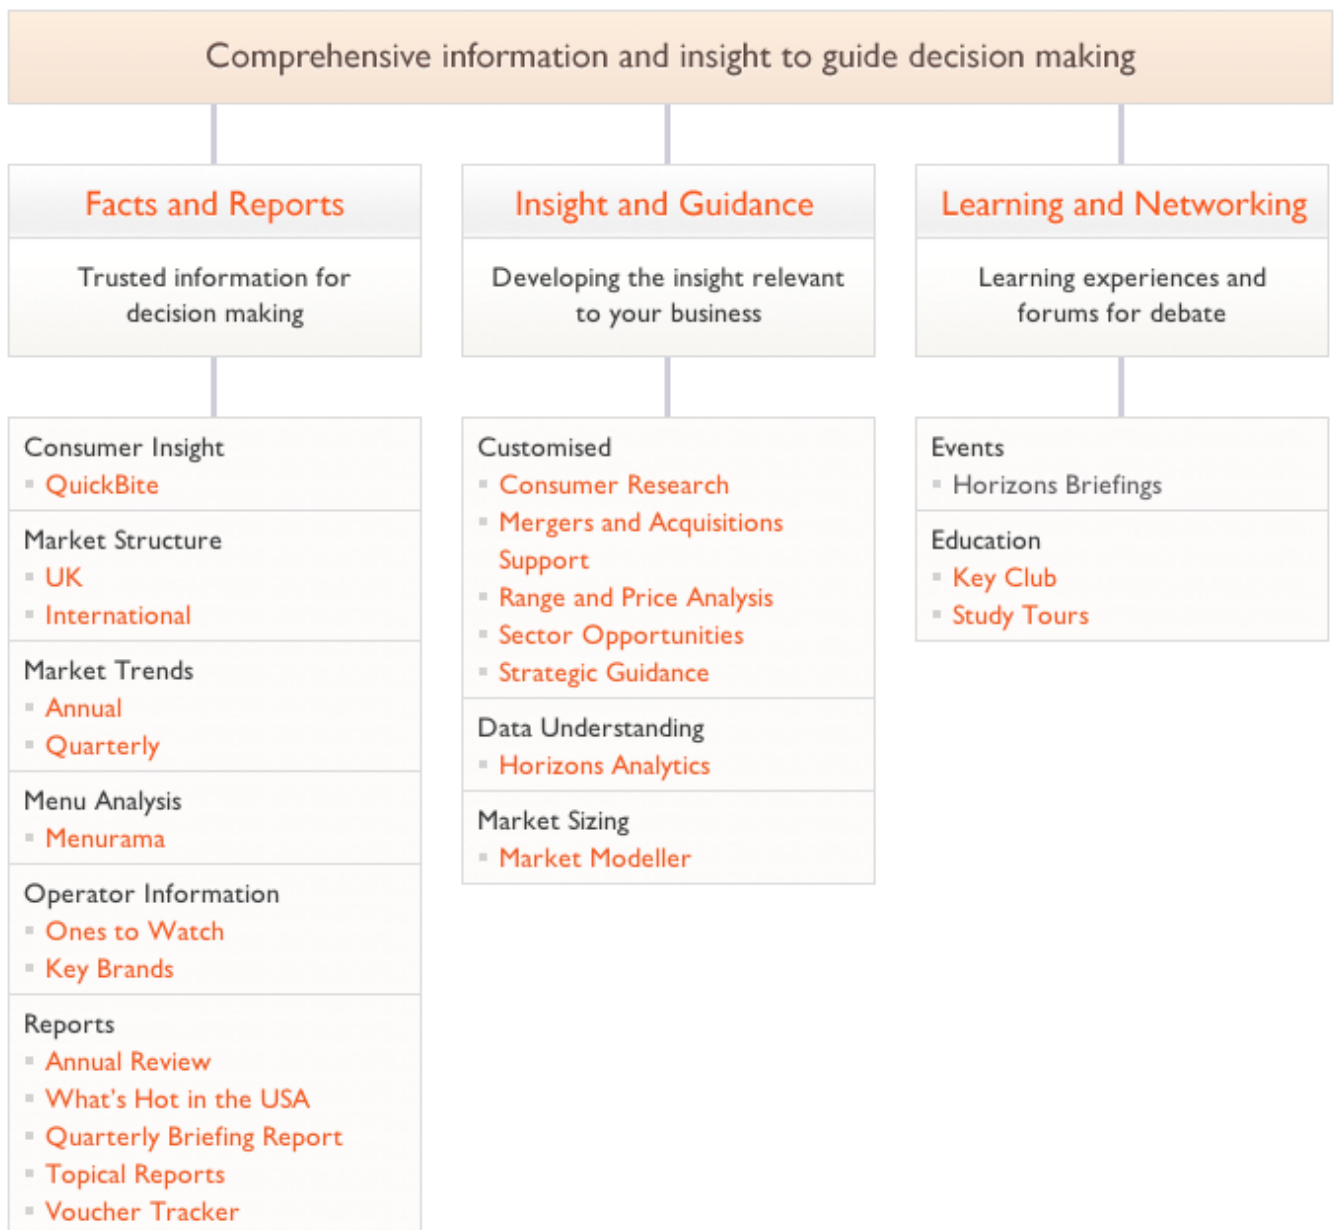 Comprehensive information and insight to guide decision making
Facts and Reports
Trusted information for
decision making
Consumer Insight
QuickBite
Market Structure
UK
International
Market Trends
Annual
Quarterly
Menu Analysis
Menurama
Operator Information
Ones to Watch
Key Brands
Reports
Annual Review
What's Hot in the USA
Quarterly Briefing Report
Topical Reports
Voucher Tracker
Insight and Guidance
Developing the insight relevant
to your business
Customised
Consumer Research
Mergers and Acquisitions
Support
Range and Price Analysis
Sector Opportunities
Strategic Guidance
Data Understanding
Horizons Analytics
Market Sizing
Market Modeller
Learning and Networking
Learning experiences and
forums for debate
Events
Horizons Briefings
Education
Key Club
Study Tours